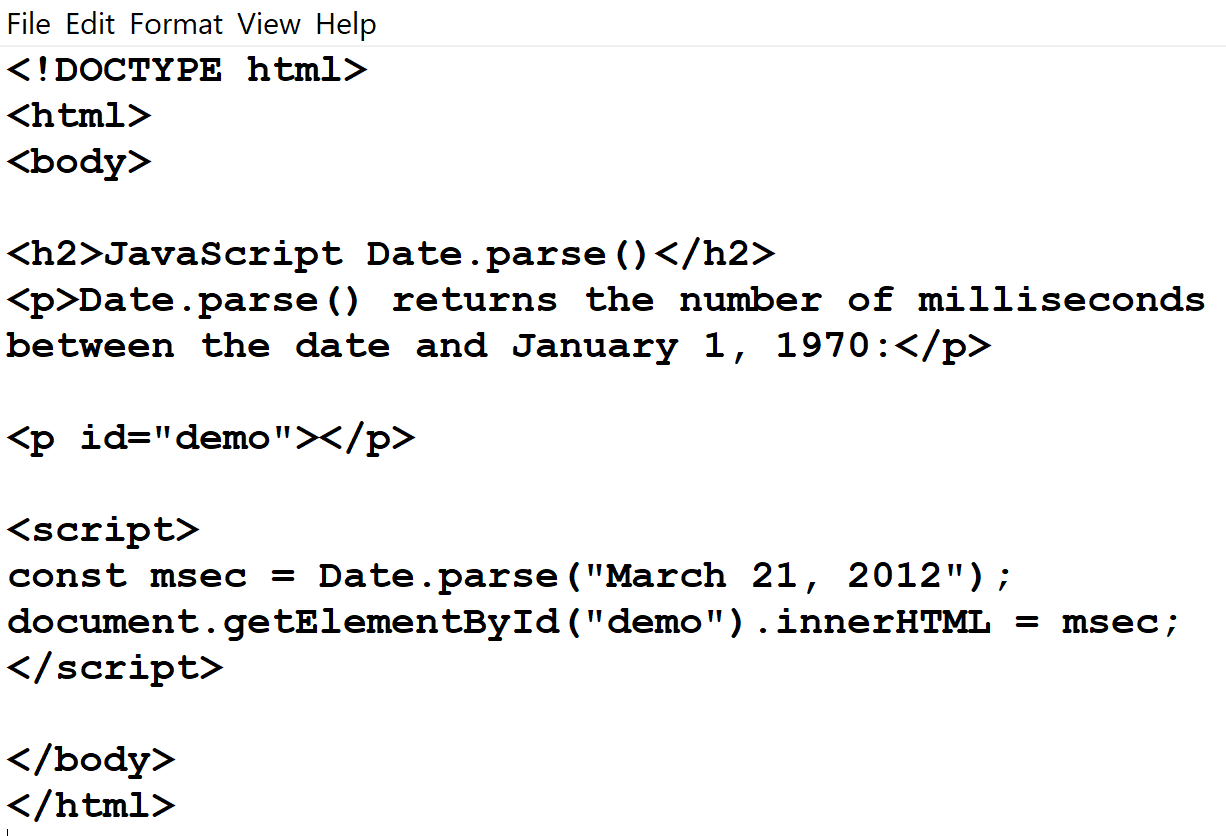 File Edit Format View Help
<!DOCTYPE html>
<html>
<body>
<h2>JavaScript Date.parse()</h2>
<p>Date.parse() returns the number of milliseconds
between the date and January 1, 1970:</p>
<p id="demo"></p>
<script>
const msec = Date.parse("March 21, 2012");
document.getElementById("demo").innerHTML = msec;
</script>
</body>
</html>